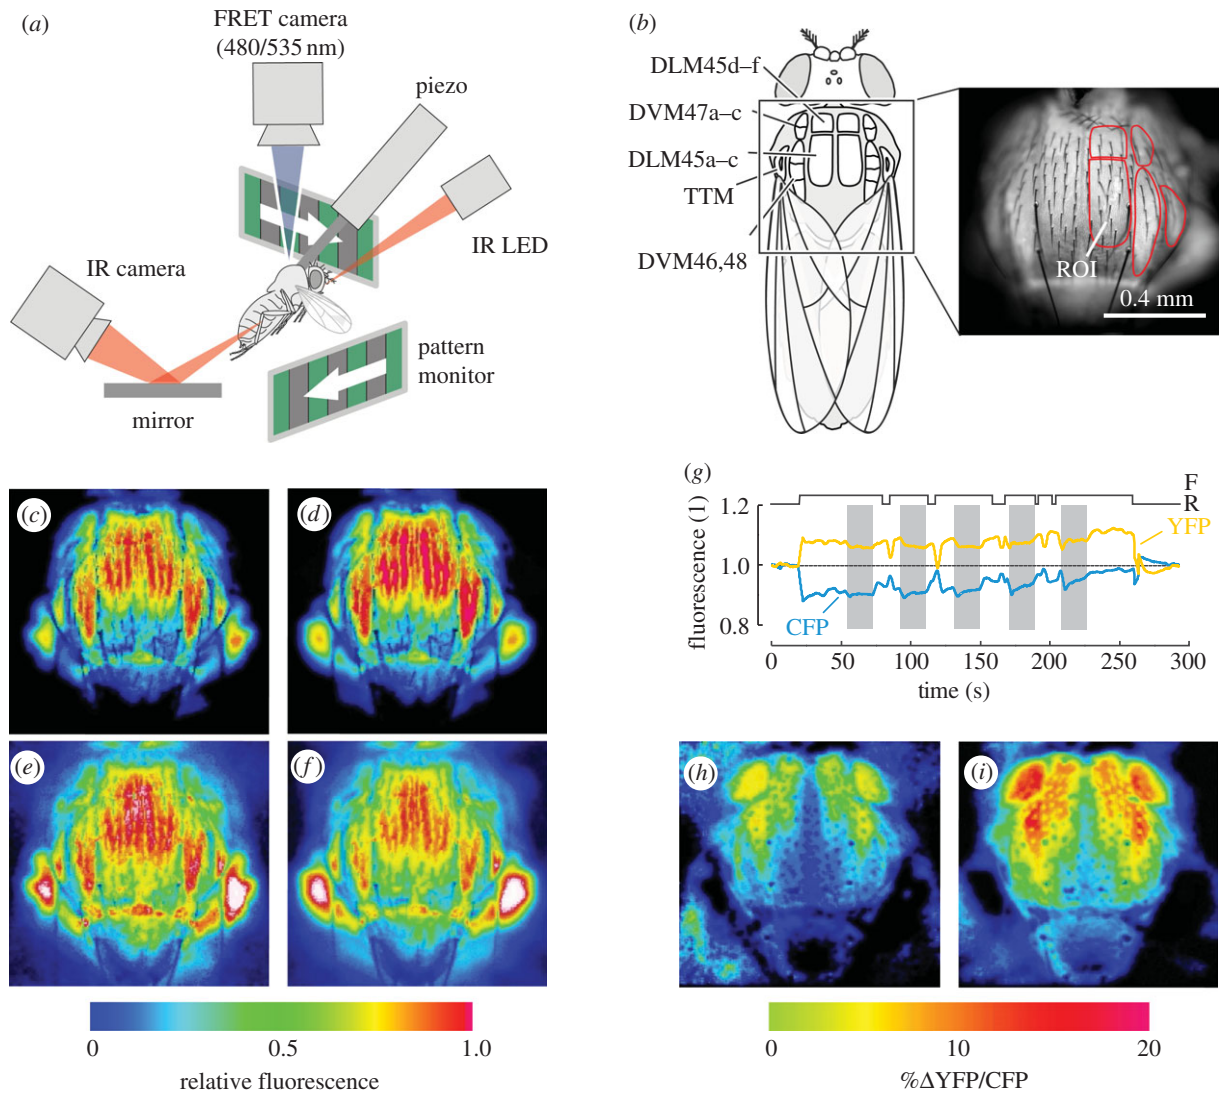 (a)
FRET camera
(480/535 nm)
piezo
IR LED
IR camera
pattern
monitor
mirror
(b)
DLM45d–f
DVM47a–c
DLM45a–c
TTM
DVM46,48
ROI
0.4 mm
(c)
(d)
(e)
(f)
0
0.5
1.0
relative fluorescence
(g)
F
R
1.2
1.0
0.8
fluorescence (1)
YFP
CFP
0
50
100
150
200
250
300
time (s)
(h)
(i)
0
10
20
%ΔYFP/CFP